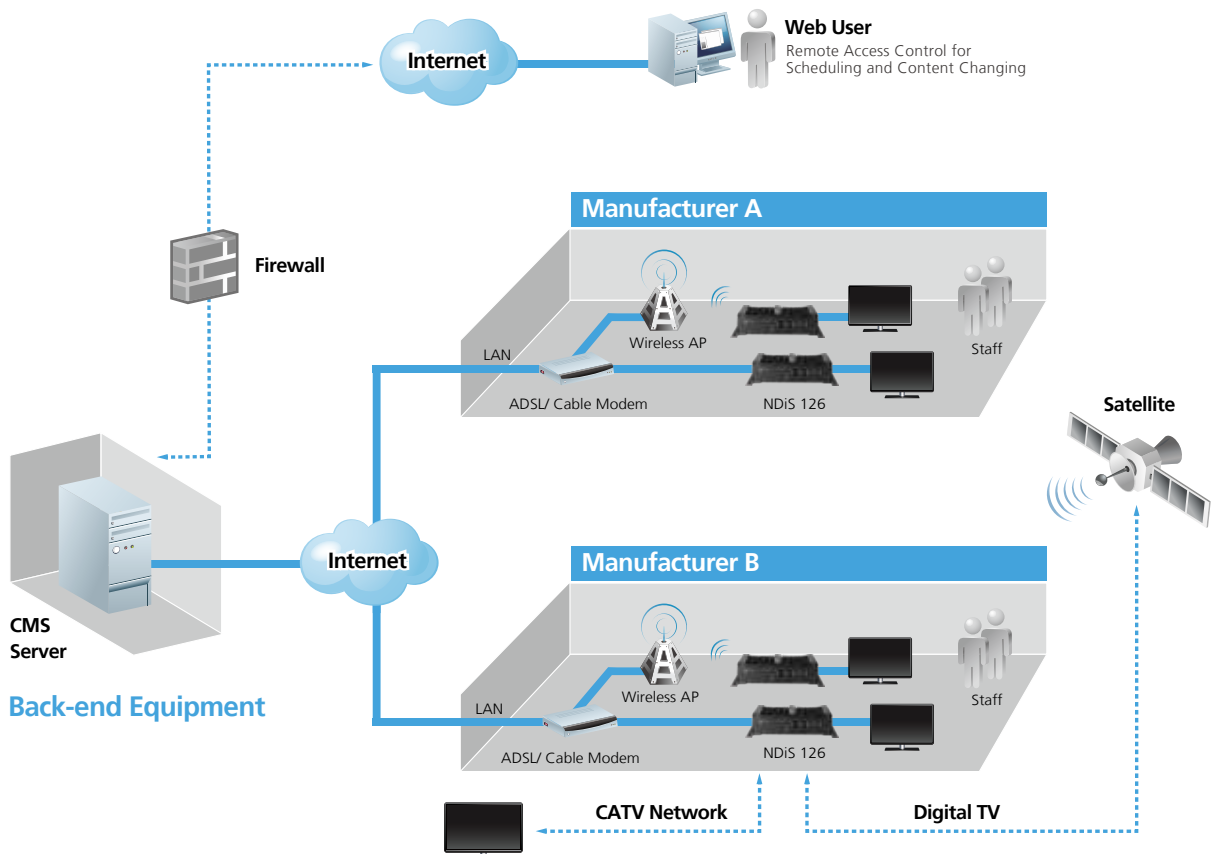 Internet
Web User
Remote Access Control for
Scheduling and Content Changing
Firewall
Manufacturer A
Wireless AP
LAN
ADSL/ Cable Modem
NDiS 126
Staff
Satellite
Internet
CMS
Server
Back-end Equipment
Manufacturer B
Wireless AP
LAN
ADSL/ Cable Modem
NDiS 126
Staff
CATV Network
Digital TV